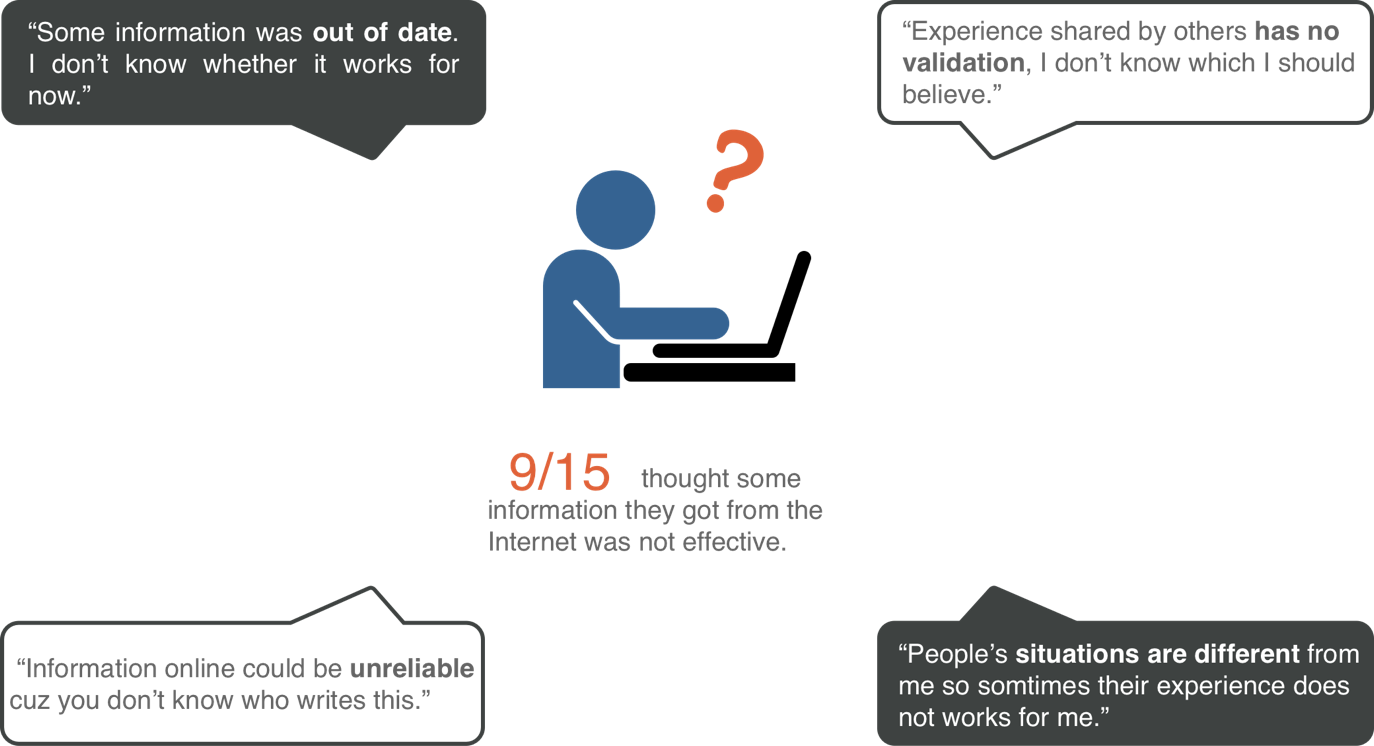 “Some information was out of date.
I don’t know whether it works for
now.”
“Experience shared by others has no
validation, I don’t know which I should
believe.”
?
9/15 thought some
information they got from the
Internet was not effective.
“Information online could be unreliable
cuz you don’t know who writes this.”
“People’s situations are different from
me so somtimes their experience does
not works for me.”